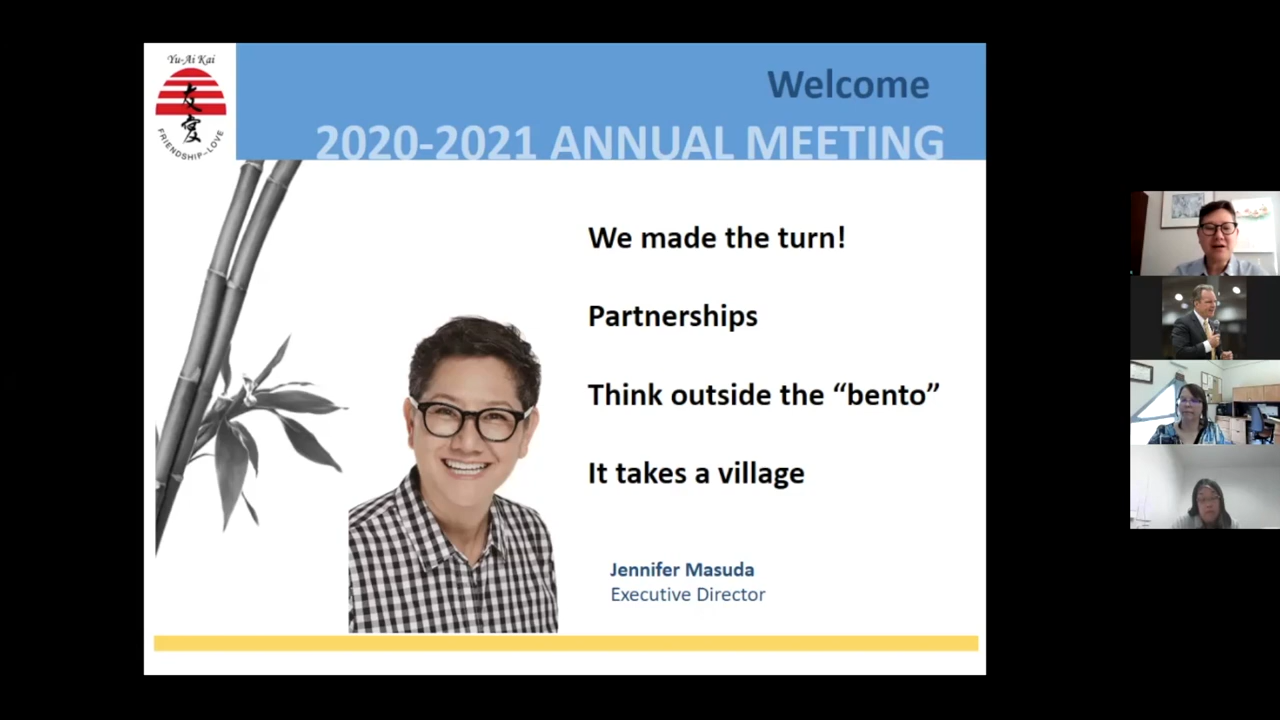 Yu-Ai Kai
友
愛
FRIENDSHIP-LOVE
Welcome
2020-2021 ANNUAL MEETING
We made the turn!
Partnerships
Think outside the “bento”
It takes a village
Jennifer Masuda
Executive Director